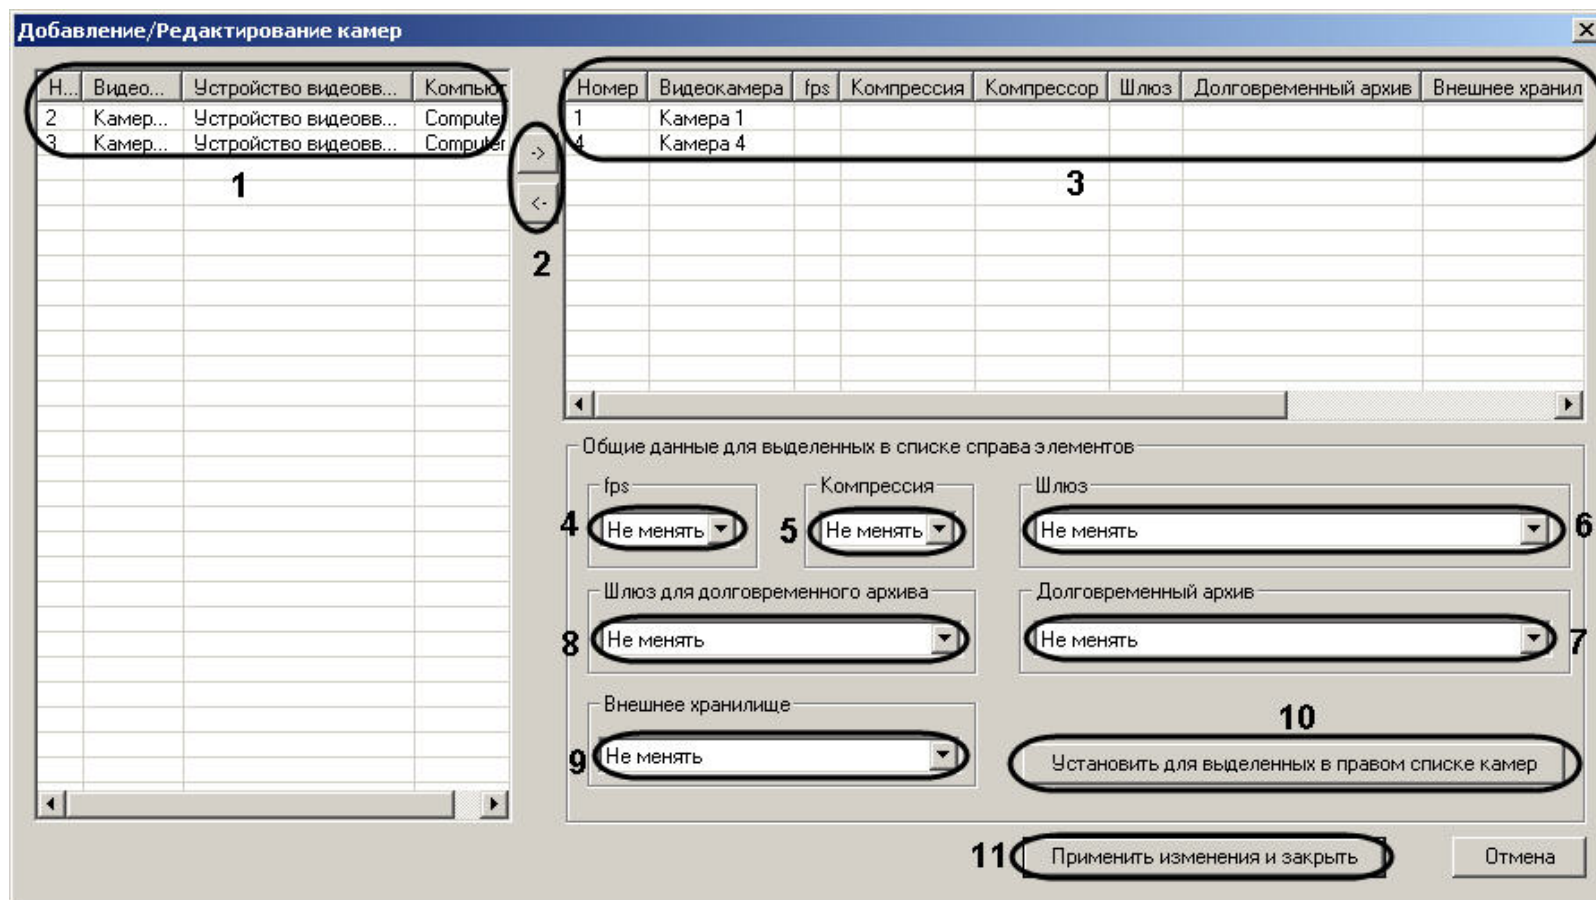 Добавление/Редактирование камер
Н... Видео... Устройство видеовв... Компьют
2 Камер... Устройство видеовв... Computer
3 Камер... Устройство видеовв... Computer
1
->
<-
2
Номер Видеокамера fps Компрессия Компрессор Шлюз Долговременный архив Внешнее хранил
1 Камера 1
4 Камера 4
3
Общие данные для выделенных в списке справа элементов
fps Компрессия Шлюз
4 Не менять 5 Не менять Не менять 6
Шлюз для долговременного архива Долговременный архив
8 Не менять Не менять 7
Внешнее хранилище
10
9 Не менять Установить для выделенных в правом списке камер
11 Применить изменения и закрыть Отмена